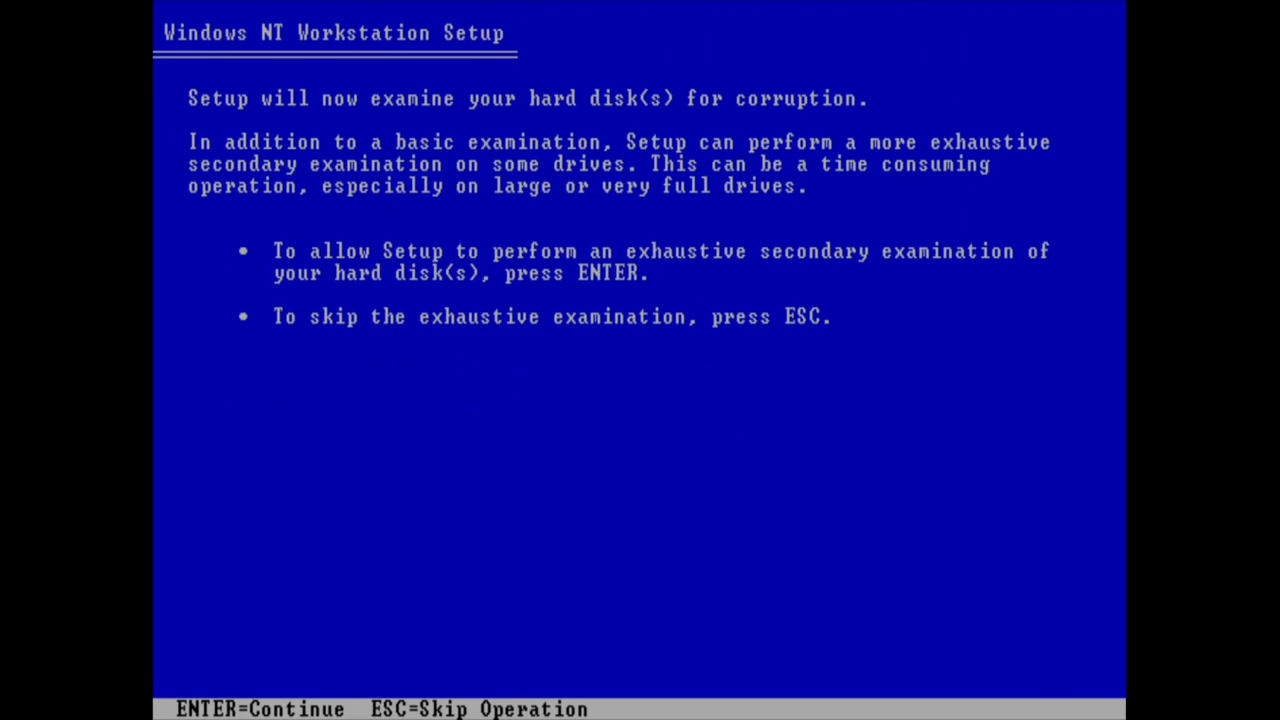 Windows NT Workstation Setup
Setup will now examine your hard disk(s) for corruption.
In addition to a basic examination, Setup can perform a more exhaustive
secondary examination on some drives. This can be a time consuming
operation, especially on large or very full drives.
• To allow Setup to perform an exhaustive secondary examination of
your hard disk(s), press ENTER.
• To skip the exhaustive examination, press ESC.
ENTER=Continue ESC=Skip Operation